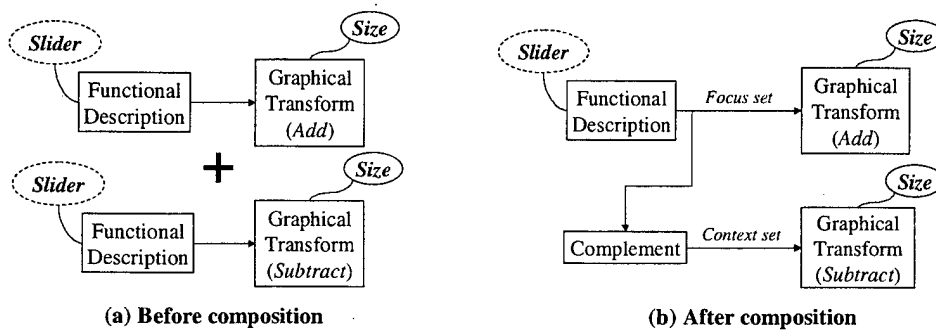 Slider
Size
Functional
Description
Graphical
Transform
(Add)
+
Slider
Size
Functional
Description
Graphical
Transform
(Subtract)
(a) Before composition
Slider
Size
Functional
Description
Focus set
Graphical
Transform
(Add)
Size
Complement
Context set
Graphical
Transform
(Subtract)
(b) After composition